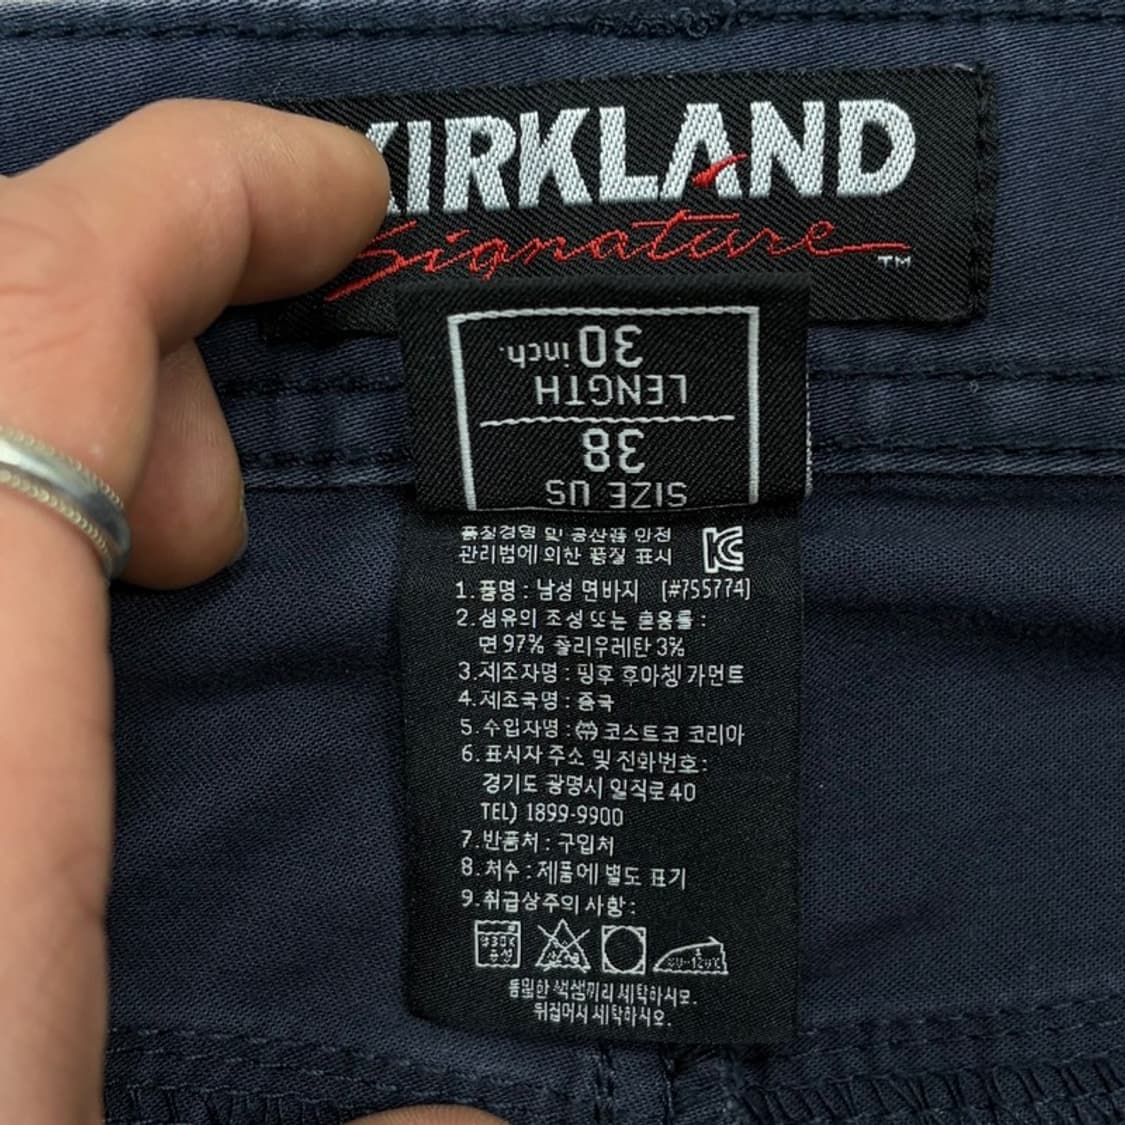 KIRKLAND
Signature™
SIZE US
38
LENGTH
30 inch.
품질경영 및 공산품 안전
관리법에 의한 품질 표시
1.품명 : 남성 면바지 (#755774)
2.섬유의 조성 또는 혼용률 :
면 97% 폴리우레탄 3%
3.제조자명 : 핑후 후아쳉 가먼트
4.제조국명 : 중국
5.수입자명 : ㈜ 코스트코 코리아
6.표시자 주소 및 전화번호:
경기도 광명시 일직로 40
TEL) 1899-9900
7.반품처 : 구입처
8.처수 : 제품에 별도 표기
9.취급상주의 사항 :
동일한 색상끼리 세탁하시오.
뒤집어서 세탁하시오.